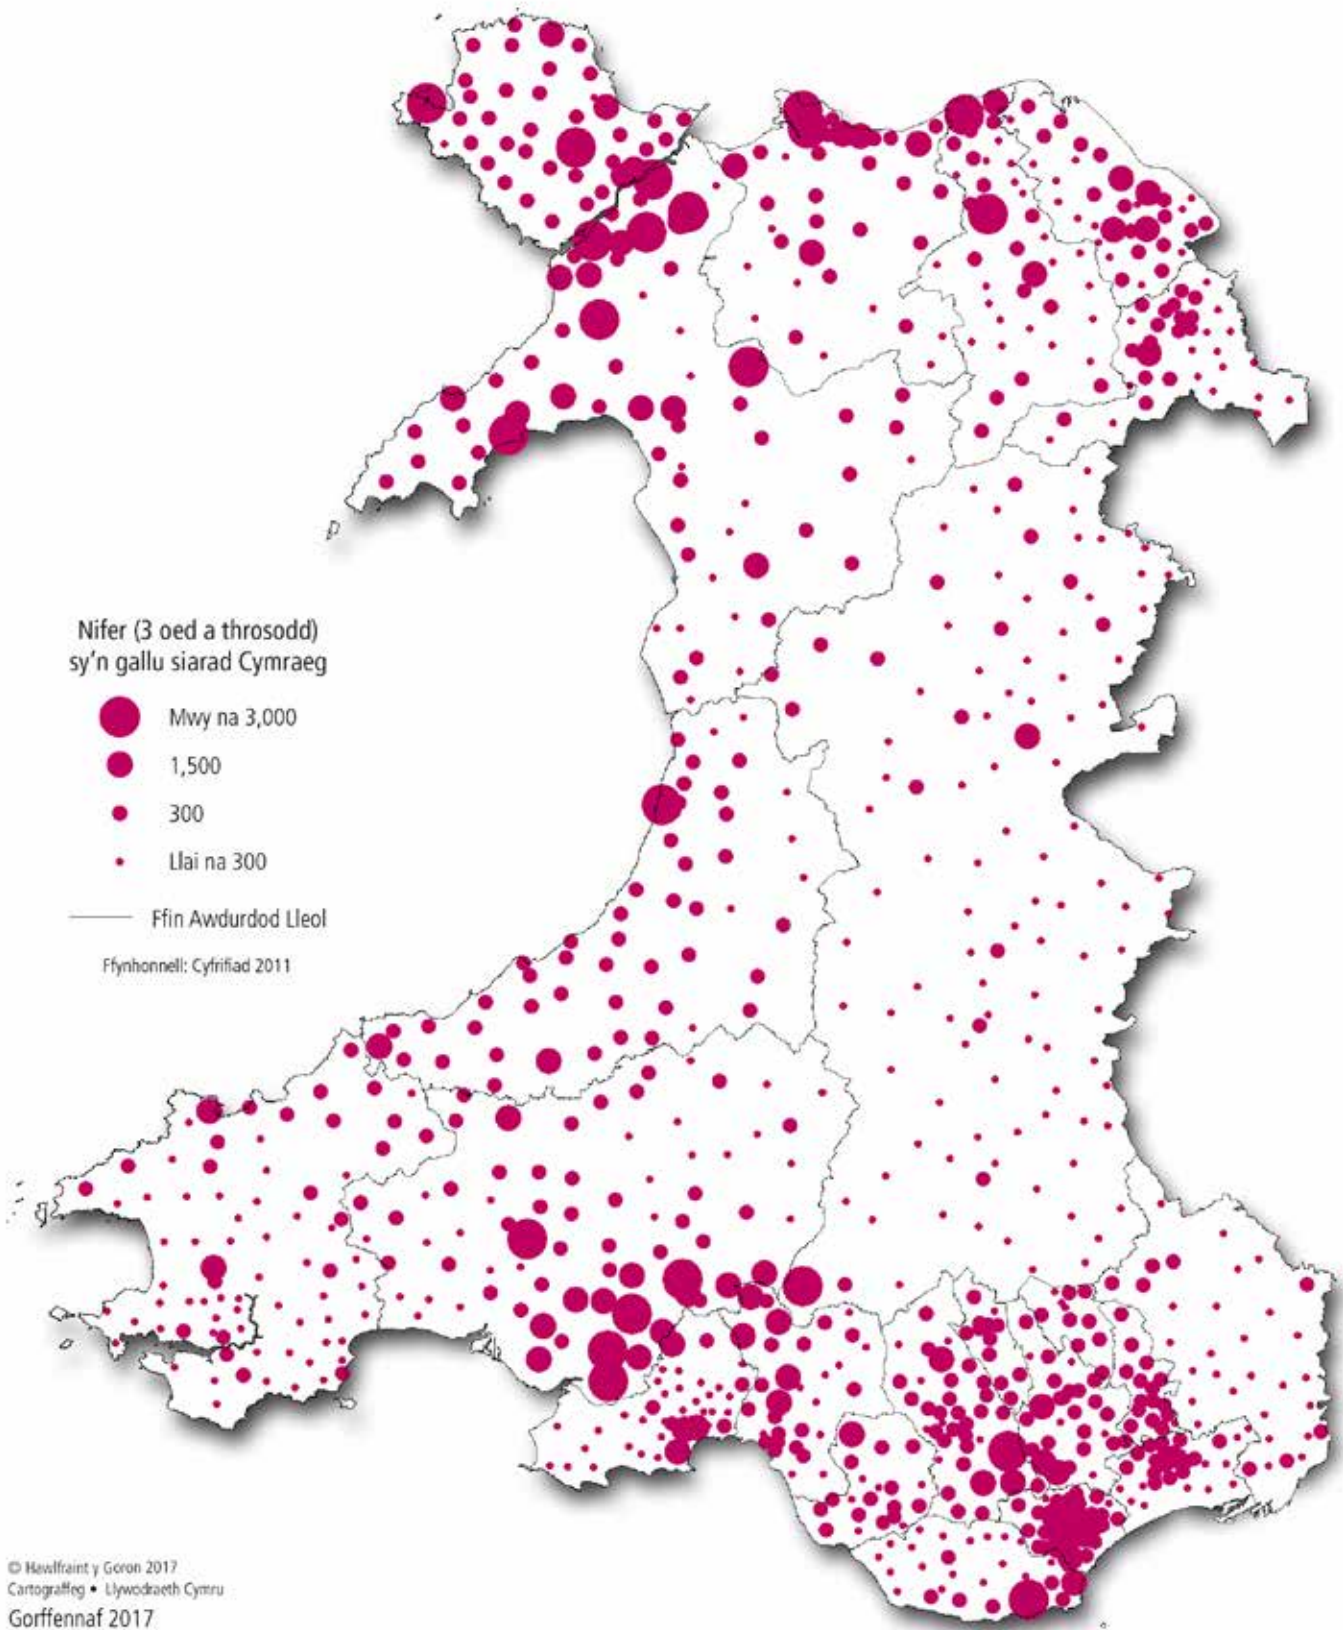 Nifer (3 oed a throsodd)
sy'n gallu siarad Cymraeg
Mwy na 3,000
1,500
300
Llai na 300
Ffin Awdurdod Lleol
Ffynhonnell: Cyfrifiad 2011
© Hawlfraint y Goron 2017
Cartograffeg • Llywodraeth Cymru
Gorffennaf 2017